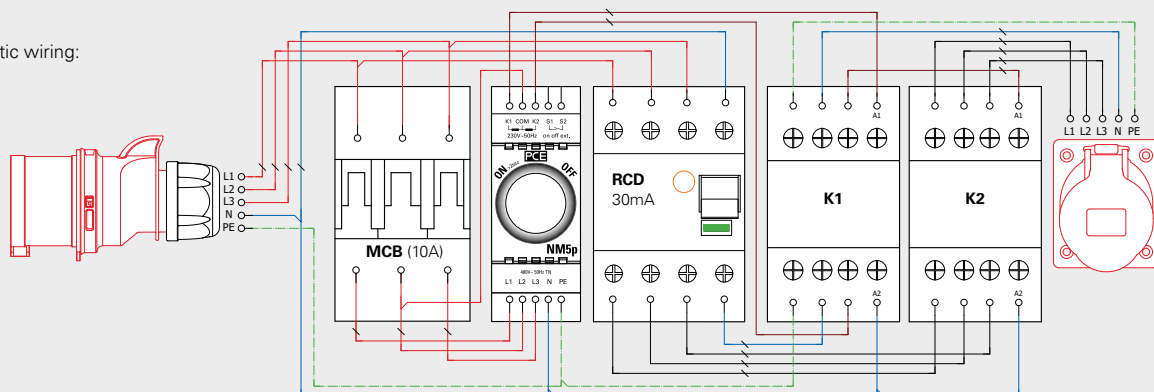 tic wiring:
L1
L2
L3
N
PE
MCB (10A)
K1 COM K2 S1 S2
230V~50Hz on off ext.
PCE
ON OFF
NM5p
400V~50Hz TN
L1 L2 L3 N PE
RCD
30mA
A1
K1
A2
A1
K2
A2
L1 L2 L3 N PE